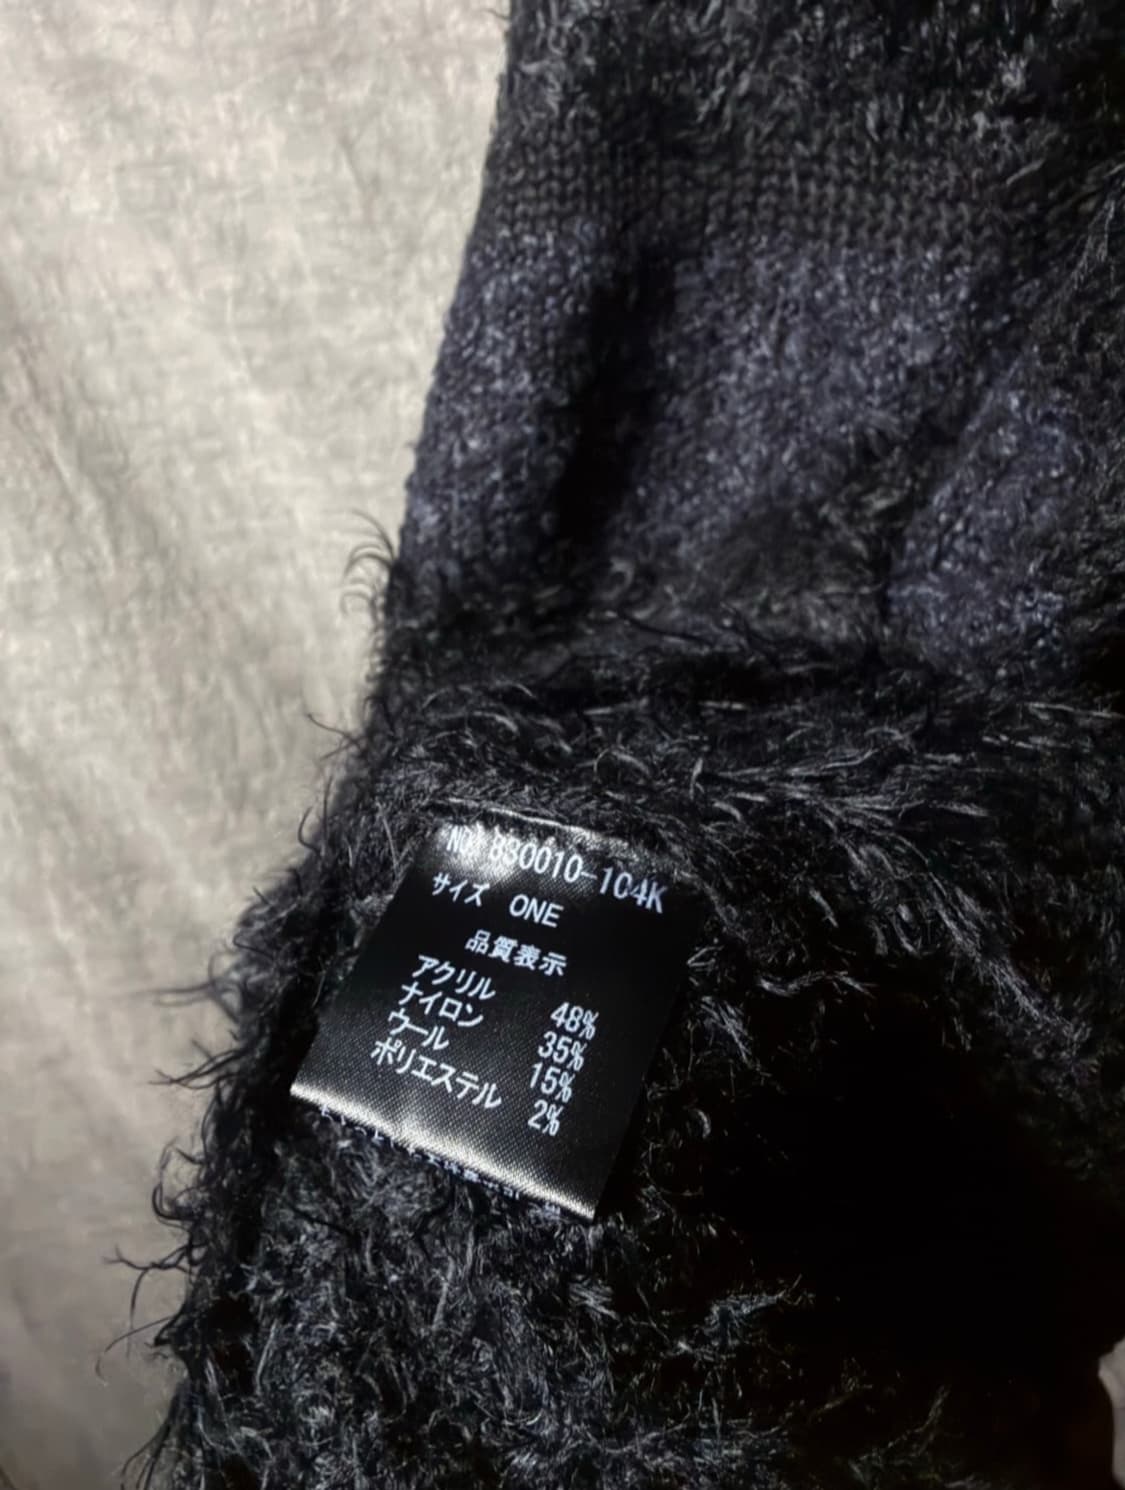 NO. 830010-104K
サイズ ONE
品質表示
アクリル 48%
ナイロン 35%
ウール 15%
ポリエステル 2%